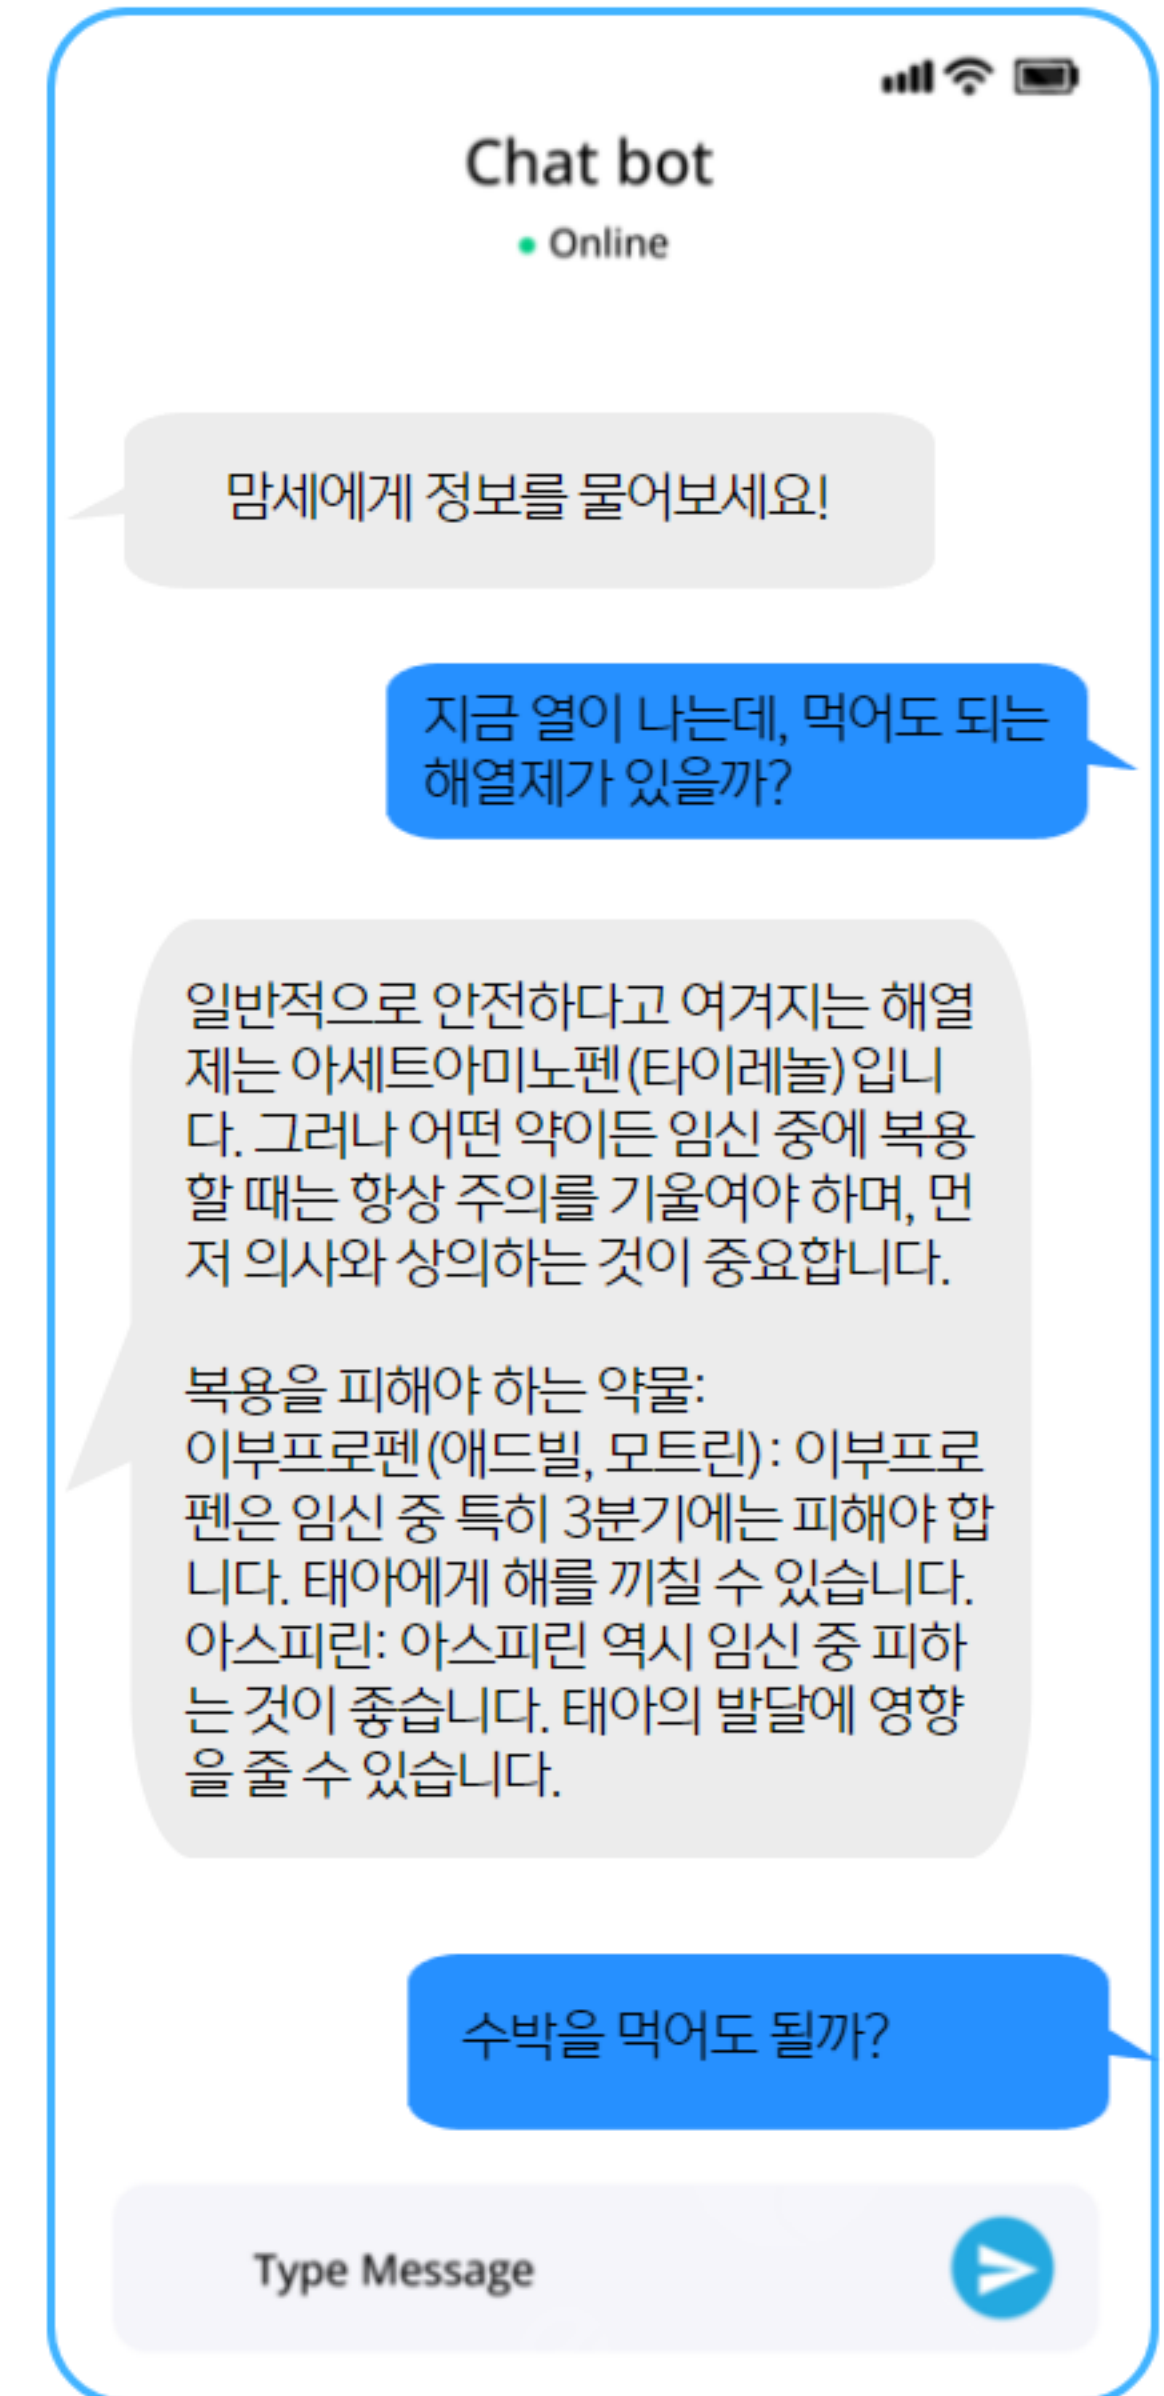 Chat bot
Online
맘세에게 정보를 물어보세요!
지금 열이 나는데, 먹어도 되는
해열제가 있을까?
일반적으로 안전하다고 여겨지는 해열
제는 아세트아미노펜(타이레놀)입니
다. 그러나 어떤 약이든 임신 중에 복용
할 때는 항상 주의를 기울여야 하며, 먼
저 의사와 상의하는 것이 중요합니다.
복용을 피해야 하는 약물:
이부프로펜(애드빌, 모트린): 이부프로
펜은 임신 중 특히 3분기에는 피해야 합
니다. 태아에게 해를 끼칠 수 있습니다.
아스피린: 아스피린 역시 임신 중 피하
는 것이 좋습니다. 태아의 발달에 영향
을 줄 수 있습니다.
수박을 먹어도 될까?
Type Message